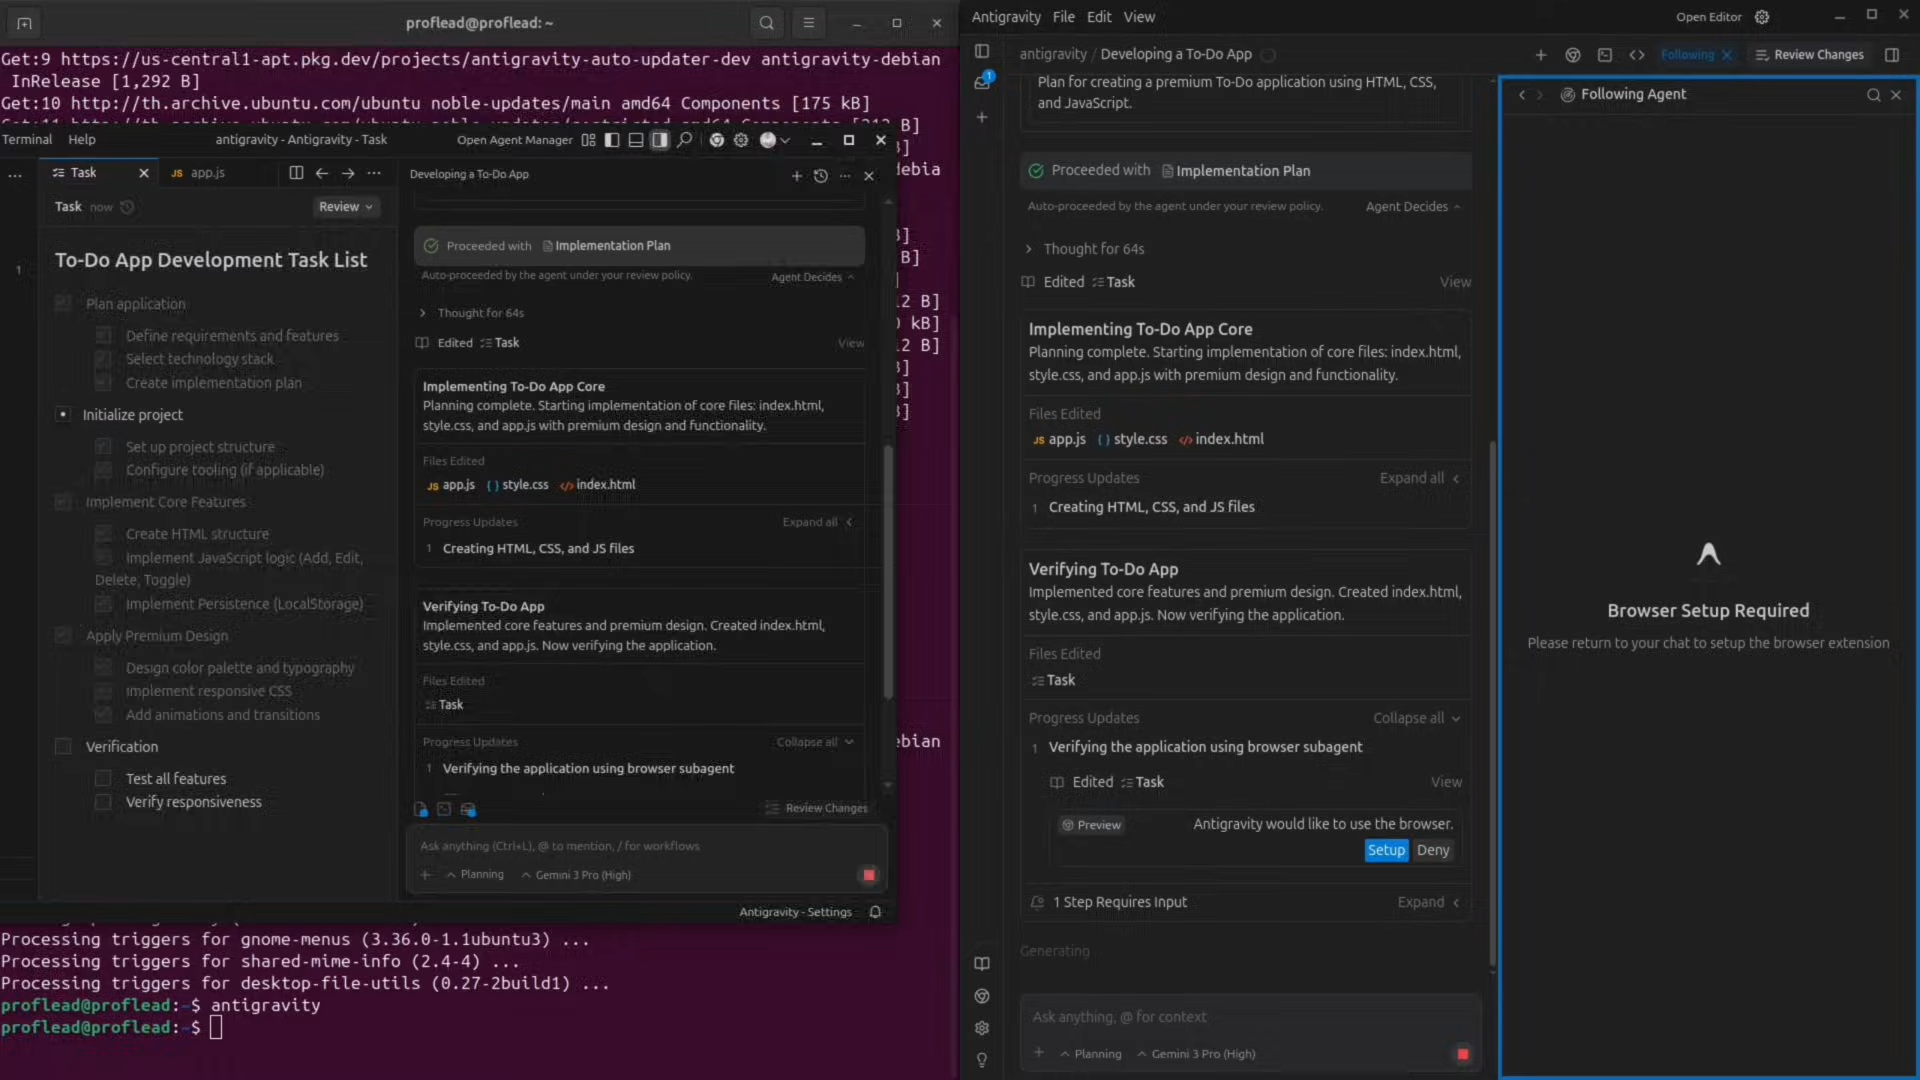 proflead@proflead: ~
Get:9 https://us-central1-apt.pkg.dev/projects/antigravity-auto-updater-dev antigravity-debian
InRelease [1,292 B]
Get:10 http://th.archive.ubuntu.com/ubuntu noble-updates/main amd64 Components [175 kB]
B]
Terminal Help
antigravity - Antigravity - Task
Open Agent Manager
Task
JS app.js
Task now
Review
To-Do App Development Task List
1
Plan application
Define requirements and features
Select technology stack
Create implementation plan
Initialize project
Set up project structure
Configure tooling (if applicable)
Implement Core Features
Create HTML structure
Implement JavaScript logic (Add, Edit,
Delete, Toggle)
Implement Persistence (LocalStorage)
Apply Premium Design
Design color palette and typography
Implement responsive CSS
Add animations and transitions
Verification
Test all features
Verify responsiveness
Developing a To-Do App
Proceeded with Implementation Plan
Auto-proceeded by the agent under your review policy.
Agent Decides
Thought for 64s
Edited Task
View
Implementing To-Do App Core
Planning complete. Starting implementation of core files: index.html,
style.css, and app.js with premium design and functionality.
Files Edited
JS app.js { } style.css </> index.html
Progress Updates
Expand all
1 Creating HTML, CSS, and JS files
Verifying To-Do App
Implemented core features and premium design. Created index.html,
style.css, and app.js. Now verifying the application.
Files Edited
Task
Progress Updates
Collapse all
1 Verifying the application using browser subagent
Review Changes
Ask anything (Ctrl+L), @ to mention, / for workflows
+ Planning Gemini 3 Pro (High)
Antigravity - Settings
Processing triggers for gnome-menus (3.36.0-1.1ubuntu3) ...
Processing triggers for shared-mime-info (2.4-4) ...
Processing triggers for desktop-file-utils (0.27-2build1) ...
proflead@proflead:~$ antigravity
proflead@proflead:~$
Antigravity File Edit View
Open Editor
antigravity / Developing a To-Do App
Following
Review Changes
1
Plan for creating a premium To-Do application using HTML, CSS,
and JavaScript.
Proceeded with Implementation Plan
Auto-proceeded by the agent under your review policy.
Agent Decides
Thought for 64s
Edited Task
View
Implementing To-Do App Core
Planning complete. Starting implementation of core files: index.html,
style.css, and app.js with premium design and functionality.
Files Edited
JS app.js { } style.css </> index.html
Progress Updates
Expand all
1 Creating HTML, CSS, and JS files
Verifying To-Do App
Implemented core features and premium design. Created index.html,
style.css, and app.js. Now verifying the application.
Files Edited
Task
Progress Updates
Collapse all
1 Verifying the application using browser subagent
Edited Task
View
Preview
Antigravity would like to use the browser.
Setup Deny
1 Step Requires Input
Expand
Generating
Ask anything, @ for context
+ Planning Gemini 3 Pro (High)
Following Agent
Browser Setup Required
Please return to your chat to setup the browser extension